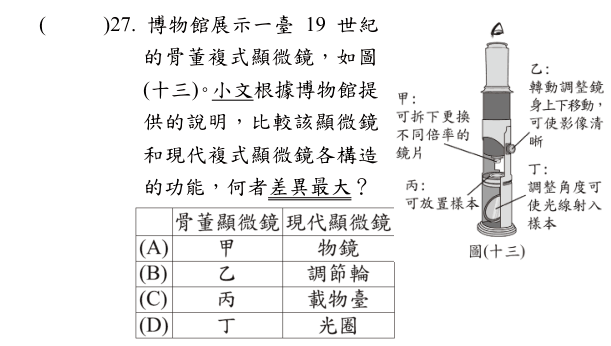 (　　)27. 博物館展示一臺 19 世紀
的骨董複式顯微鏡，如圖
(十三)。小文根據博物館提
供的說明，比較該顯微鏡
和現代複式顯微鏡各構造
的功能，何者差異最大？
骨董顯微鏡 現代顯微鏡
(A) 甲 物鏡
(B) 乙 調節輪
(C) 丙 載物臺
(D) 丁 光圈
甲：
可拆下更換
不同倍率的
鏡片
丙：
可放置樣本
乙：
轉動調整鏡
身上下移動，
可使影像清
晰
丁：
調整角度可
使光線射入
樣本
圖(十三)